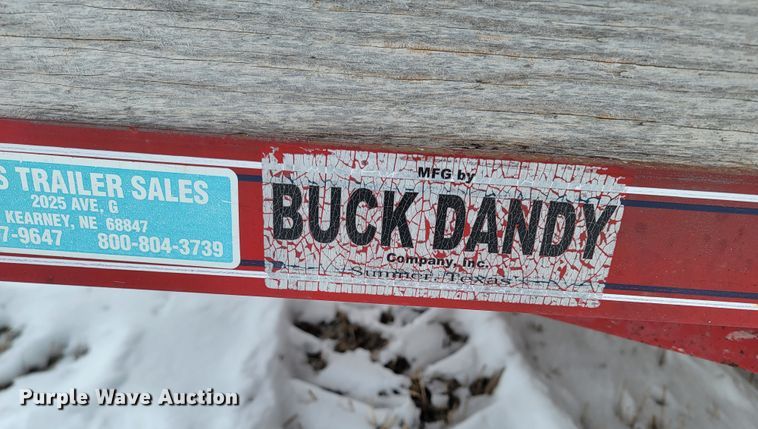 S TRAILER SALES
2025 AVE, G
KEARNEY, NE 68847
7-9647 800-804-3739
MFG by
BUCK DANDY
Company, Inc.
Sumner, Texas
Purple Wave Auction